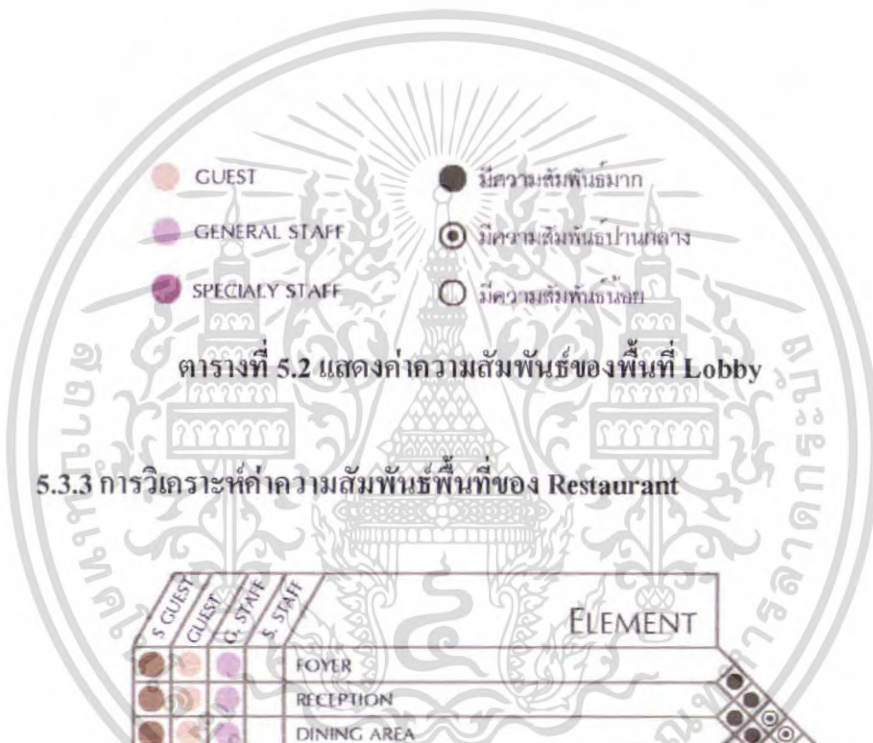 GUEST มีความสัมพันธ์มาก
GENERAL STAFF มีความสัมพันธ์ปานกลาง
SPECIALY STAFF มีความสัมพันธ์น้อย
ตารางที่ 5.2 แสดงค่าความสัมพันธ์ของพื้นที่ Lobby
5.3.3 การวิเคราะห์ค่าความสัมพันธ์พื้นที่ของ Restaurant
S GUEST GUEST G. STAFF S. STAFF ELEMENT
FOYER
RECEPTION
DINING AREA